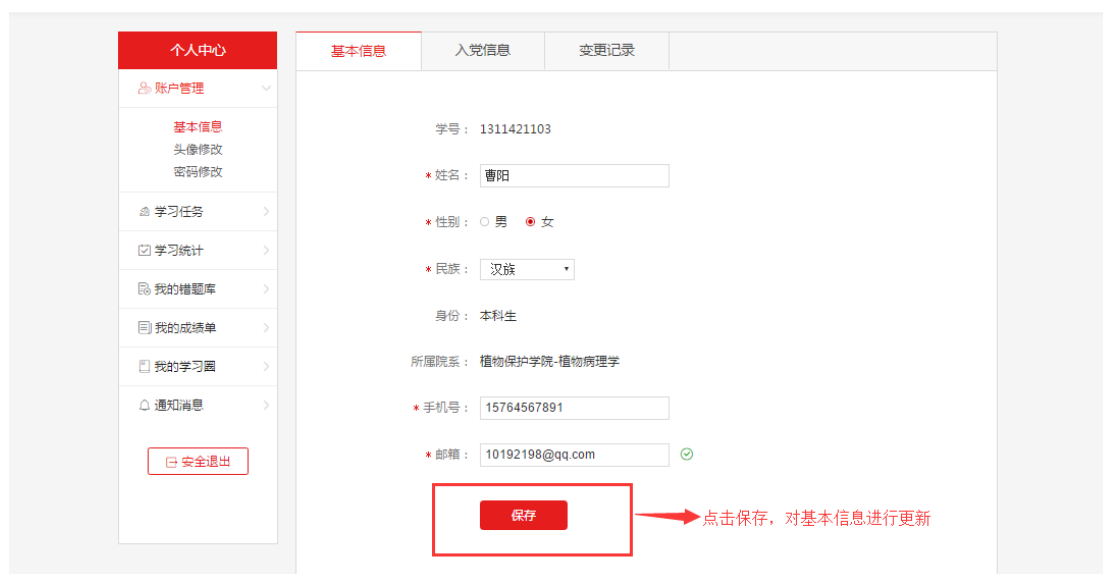 个人中心
账户管理
基本信息
头像修改
密码修改
学习任务
学习统计
我的错题库
我的成绩单
我的学习圈
通知消息
安全退出
基本信息 入党信息 变更记录
学号： 1311421103
* 姓名： 曹阳
* 性别： 男 女
* 民族： 汉族
身份： 本科生
所属院系： 植物保护学院-植物病理学
* 手机号： 15764567891
* 邮箱： 10192198@qq.com
保存
点击保存，对基本信息进行更新